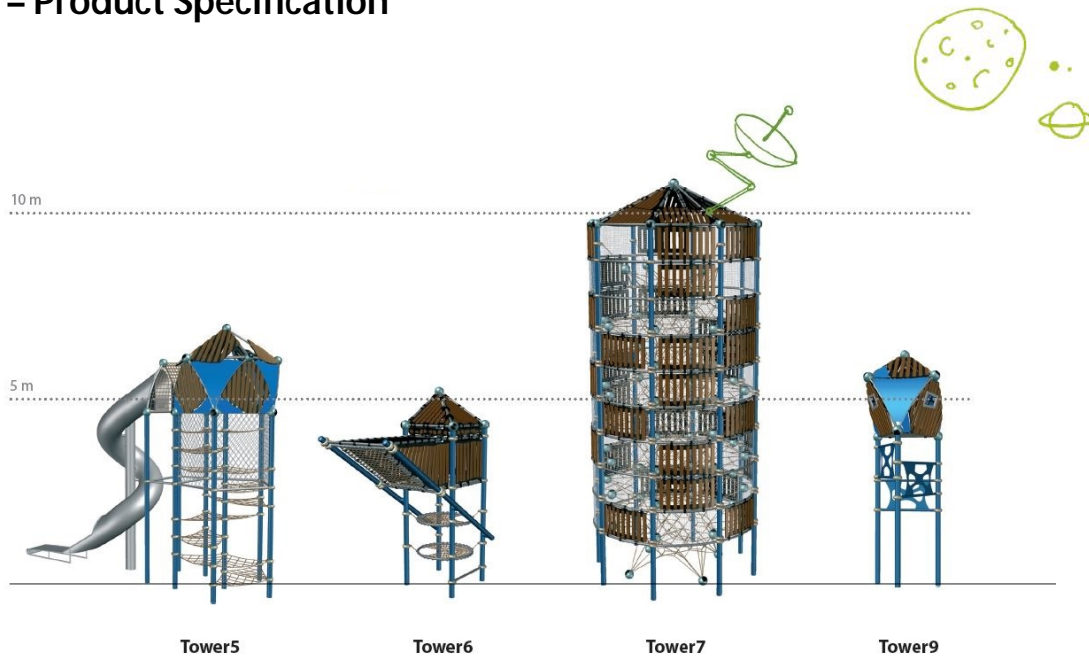 – Product Specification
10 m
5 m
Tower5
Tower6
Tower7
Tower9